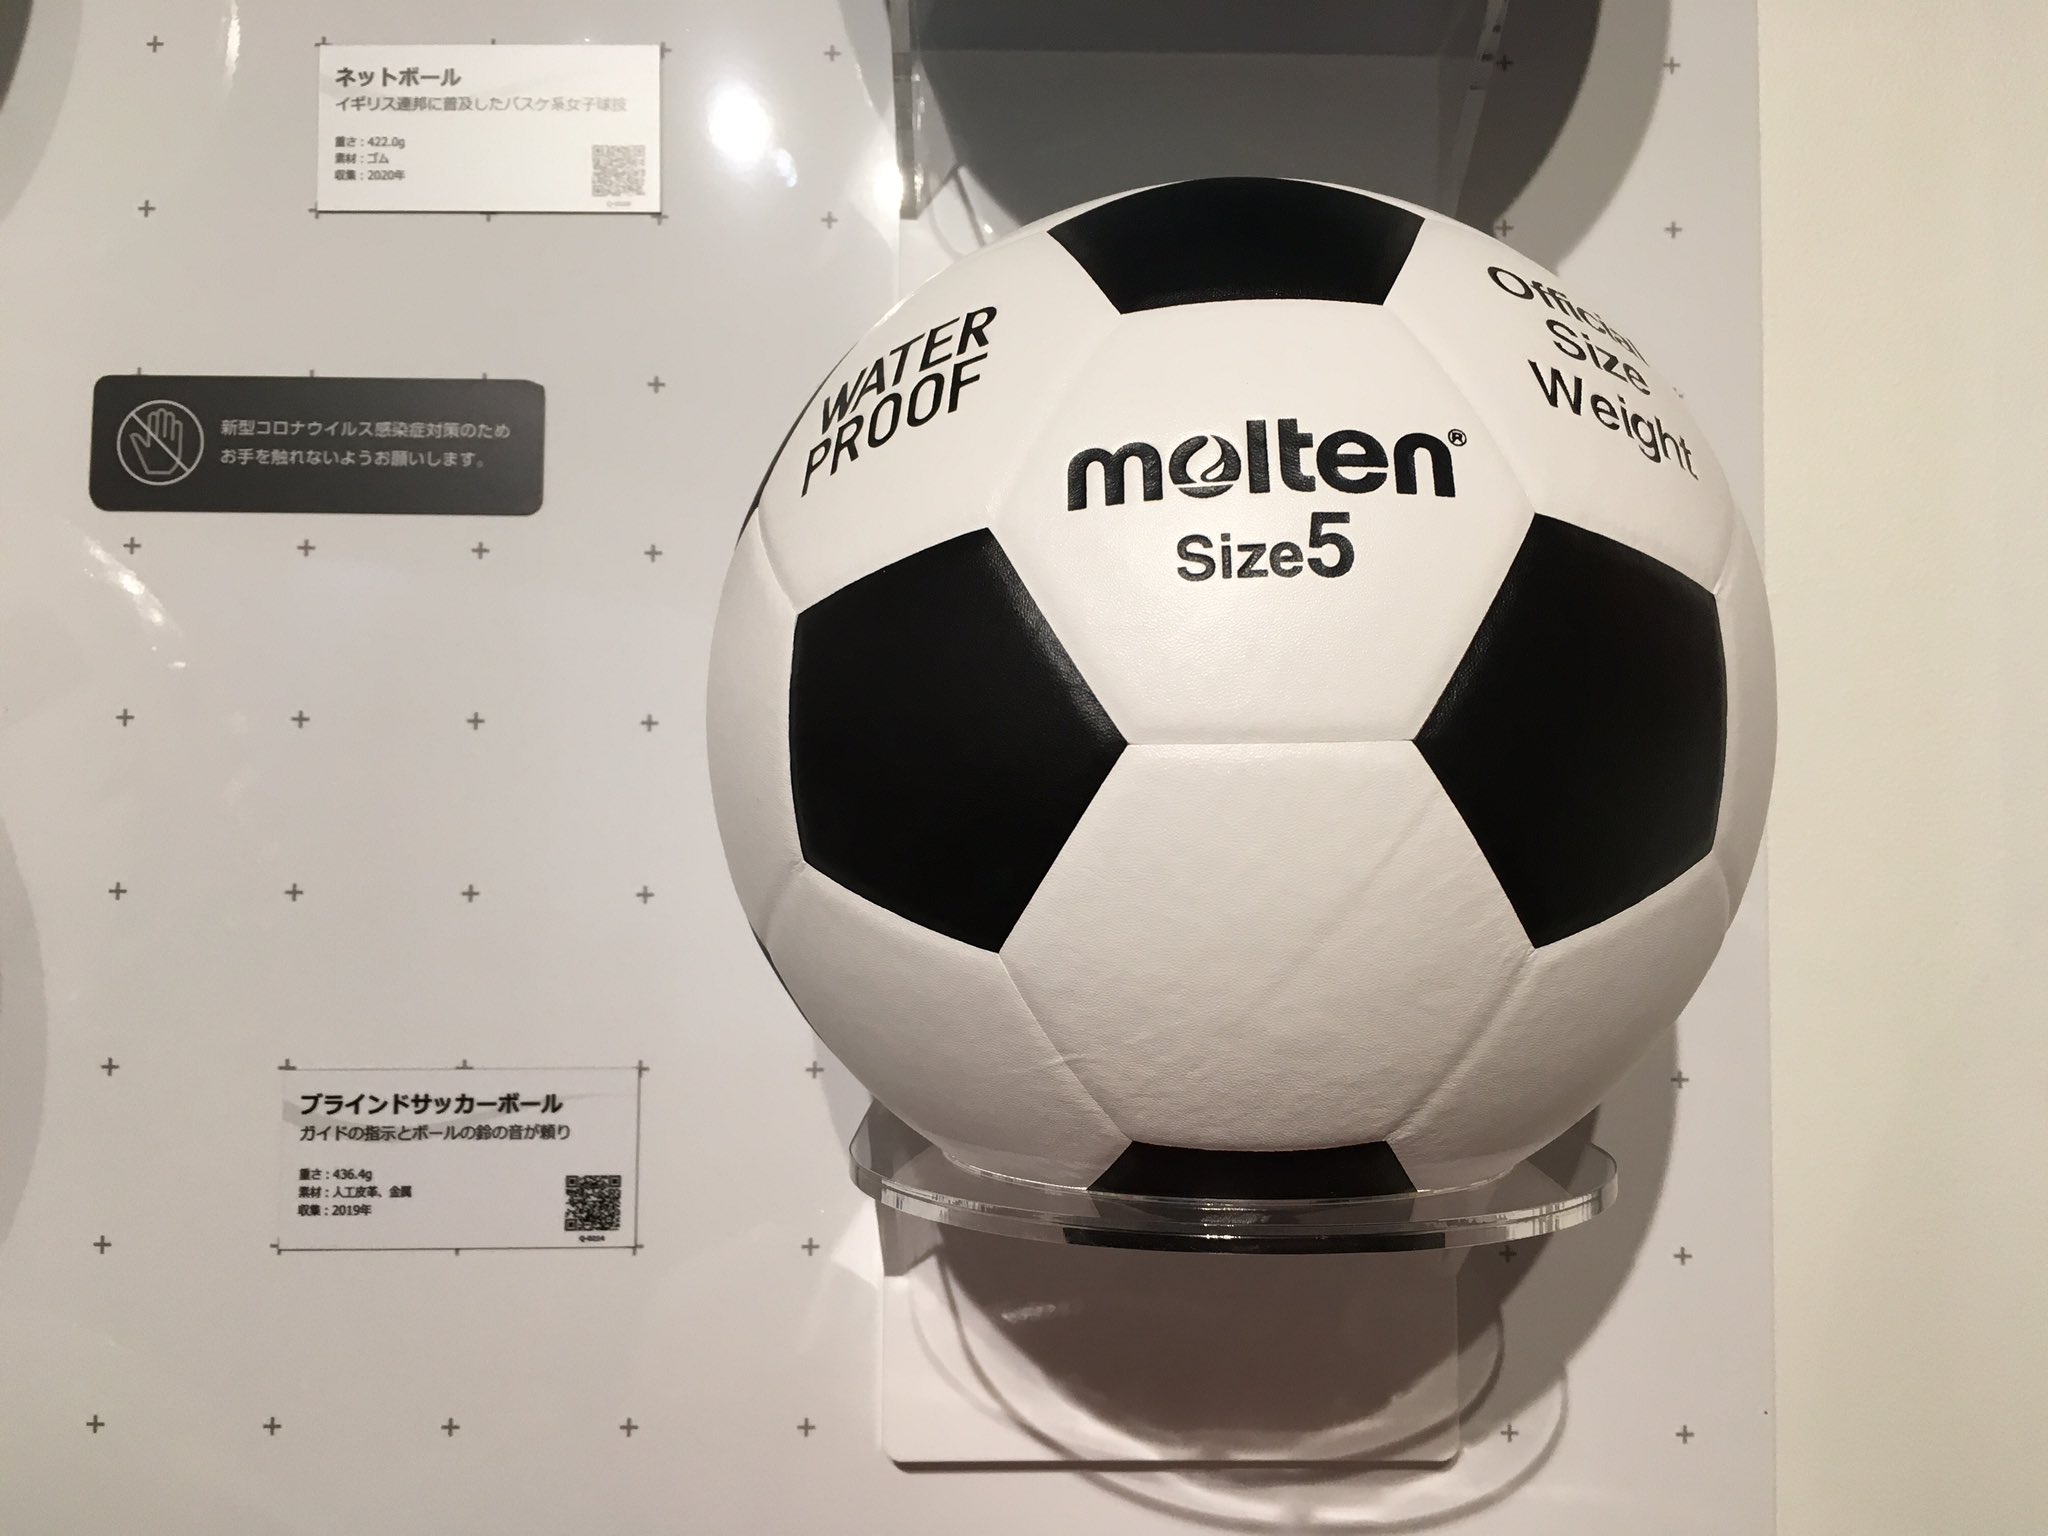 ネットボール
イギリス連邦に普及したバスケ系女子球技
重さ：422.0g
素材：ゴム
収集：2020年
新型コロナウイルス感染症対策のため
お手を触れないようお願いします。
WATER
PROOF
molten®
Size5
Official
Size
Weight
ブラインドサッカーボール
ガイドの指示とボールの鈴の音が頼り
重さ：436.4g
素材：人工皮革、金属
収集：2019年